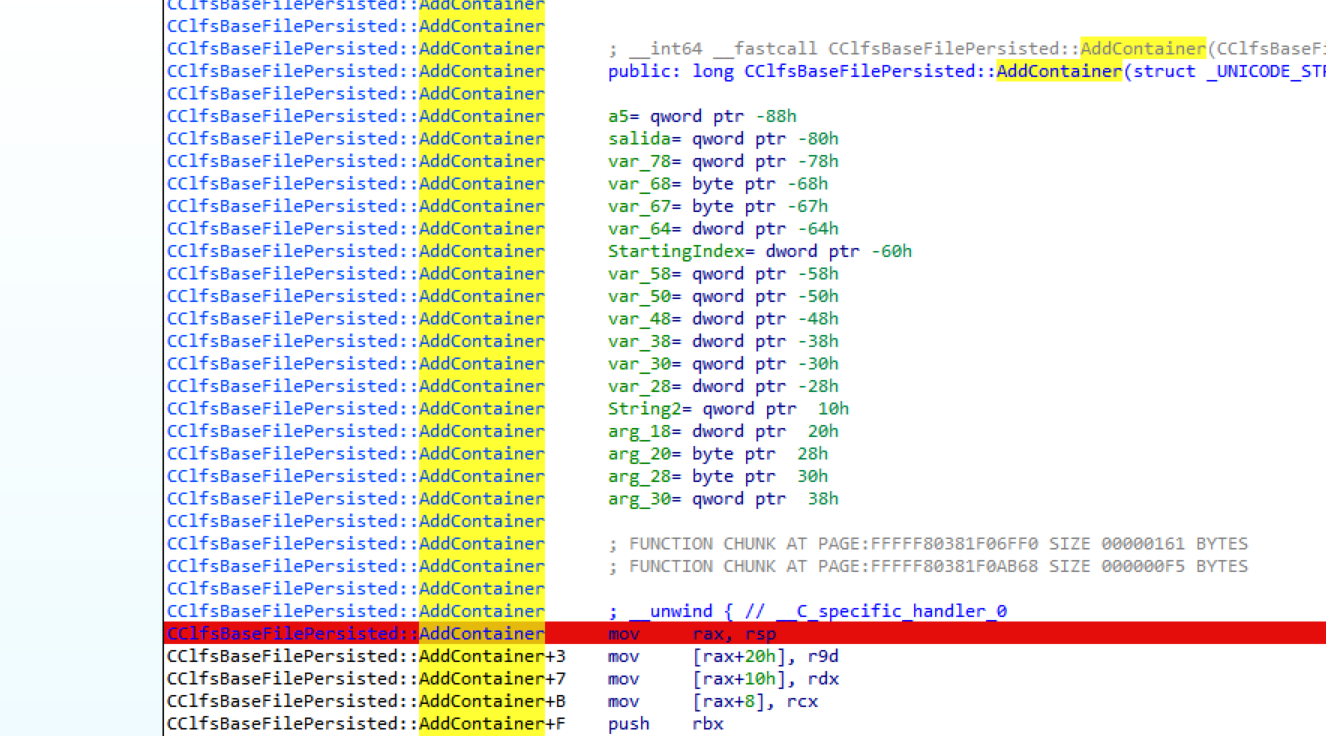 CClfsBaseFilePersisted::AddContainer
CClfsBaseFilePersisted::AddContainer
CClfsBaseFilePersisted::AddContainer ; __int64 __fastcall CClfsBaseFilePersisted::AddContainer(CClfsBaseFi
CClfsBaseFilePersisted::AddContainer public: long CClfsBaseFilePersisted::AddContainer(struct _UNICODE_STR
CClfsBaseFilePersisted::AddContainer
CClfsBaseFilePersisted::AddContainer a5= qword ptr -88h
CClfsBaseFilePersisted::AddContainer salida= qword ptr -80h
CClfsBaseFilePersisted::AddContainer var_78= qword ptr -78h
CClfsBaseFilePersisted::AddContainer var_68= byte ptr -68h
CClfsBaseFilePersisted::AddContainer var_67= byte ptr -67h
CClfsBaseFilePersisted::AddContainer var_64= dword ptr -64h
CClfsBaseFilePersisted::AddContainer StartingIndex= dword ptr -60h
CClfsBaseFilePersisted::AddContainer var_58= qword ptr -58h
CClfsBaseFilePersisted::AddContainer var_50= qword ptr -50h
CClfsBaseFilePersisted::AddContainer var_48= dword ptr -48h
CClfsBaseFilePersisted::AddContainer var_38= dword ptr -38h
CClfsBaseFilePersisted::AddContainer var_30= qword ptr -30h
CClfsBaseFilePersisted::AddContainer var_28= dword ptr -28h
CClfsBaseFilePersisted::AddContainer String2= qword ptr  10h
CClfsBaseFilePersisted::AddContainer arg_18= dword ptr  20h
CClfsBaseFilePersisted::AddContainer arg_20= byte ptr  28h
CClfsBaseFilePersisted::AddContainer arg_28= byte ptr  30h
CClfsBaseFilePersisted::AddContainer arg_30= qword ptr  38h
CClfsBaseFilePersisted::AddContainer
CClfsBaseFilePersisted::AddContainer ; FUNCTION CHUNK AT PAGE:FFFFF80381F06FF0 SIZE 00000161 BYTES
CClfsBaseFilePersisted::AddContainer ; FUNCTION CHUNK AT PAGE:FFFFF80381F0AB68 SIZE 000000F5 BYTES
CClfsBaseFilePersisted::AddContainer
CClfsBaseFilePersisted::AddContainer ; __unwind { // __C_specific_handler_0
CClfsBaseFilePersisted::AddContainer mov rax, rsp
CClfsBaseFilePersisted::AddContainer+3 mov [rax+20h], r9d
CClfsBaseFilePersisted::AddContainer+7 mov [rax+10h], rdx
CClfsBaseFilePersisted::AddContainer+B mov [rax+8], rcx
CClfsBaseFilePersisted::AddContainer+F push rbx